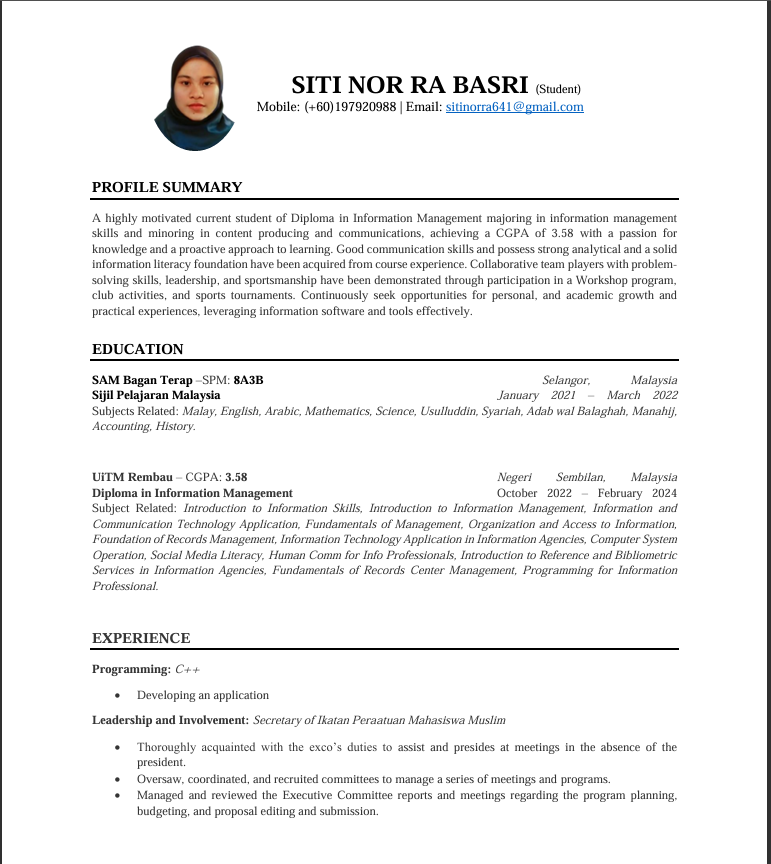 SITI NOR RA BASRI (Student)
Mobile: (+60)197920988 | Email: sitinorra641@gmail.com
PROFILE SUMMARY
A highly motivated current student of Diploma in Information Management majoring in information management
skills and minoring in content producing and communications, achieving a CGPA of 3.58 with a passion for
knowledge and a proactive approach to learning. Good communication skills and possess strong analytical and a solid
information literacy foundation have been acquired from course experience. Collaborative team players with problem-
solving skills, leadership, and sportsmanship have been demonstrated through participation in a Workshop program,
club activities, and sports tournaments. Continuously seek opportunities for personal, and academic growth and
practical experiences, leveraging information software and tools effectively.
EDUCATION
SAM Bagan Terap –SPM: 8A3B Selangor, Malaysia
Sijil Pelajaran Malaysia January 2021 – March 2022
Subjects Related: Malay, English, Arabic, Mathematics, Science, Usulluddin, Syariah, Adab wal Balaghah, Manahij,
Accounting, History.
UiTM Rembau – CGPA: 3.58 Negeri Sembilan, Malaysia
Diploma in Information Management October 2022 – February 2024
Subject Related: Introduction to Information Skills, Introduction to Information Management, Information and
Communication Technology Application, Fundamentals of Management, Organization and Access to Information,
Foundation of Records Management, Information Technology Application in Information Agencies, Computer System
Operation, Social Media Literacy, Human Comm for Info Professionals, Introduction to Reference and Bibliometric
Services in Information Agencies, Fundamentals of Records Center Management, Programming for Information
Professional.
EXPERIENCE
Programming: C++
• Developing an application
Leadership and Involvement: Secretary of Ikatan Peraatuan Mahasiswa Muslim
• Thoroughly acquainted with the exco's duties to assist and presides at meetings in the absence of the
president.
• Oversaw, coordinated, and recruited committees to manage a series of meetings and programs.
• Managed and reviewed the Executive Committee reports and meetings regarding the program planning,
budgeting, and proposal editing and submission.